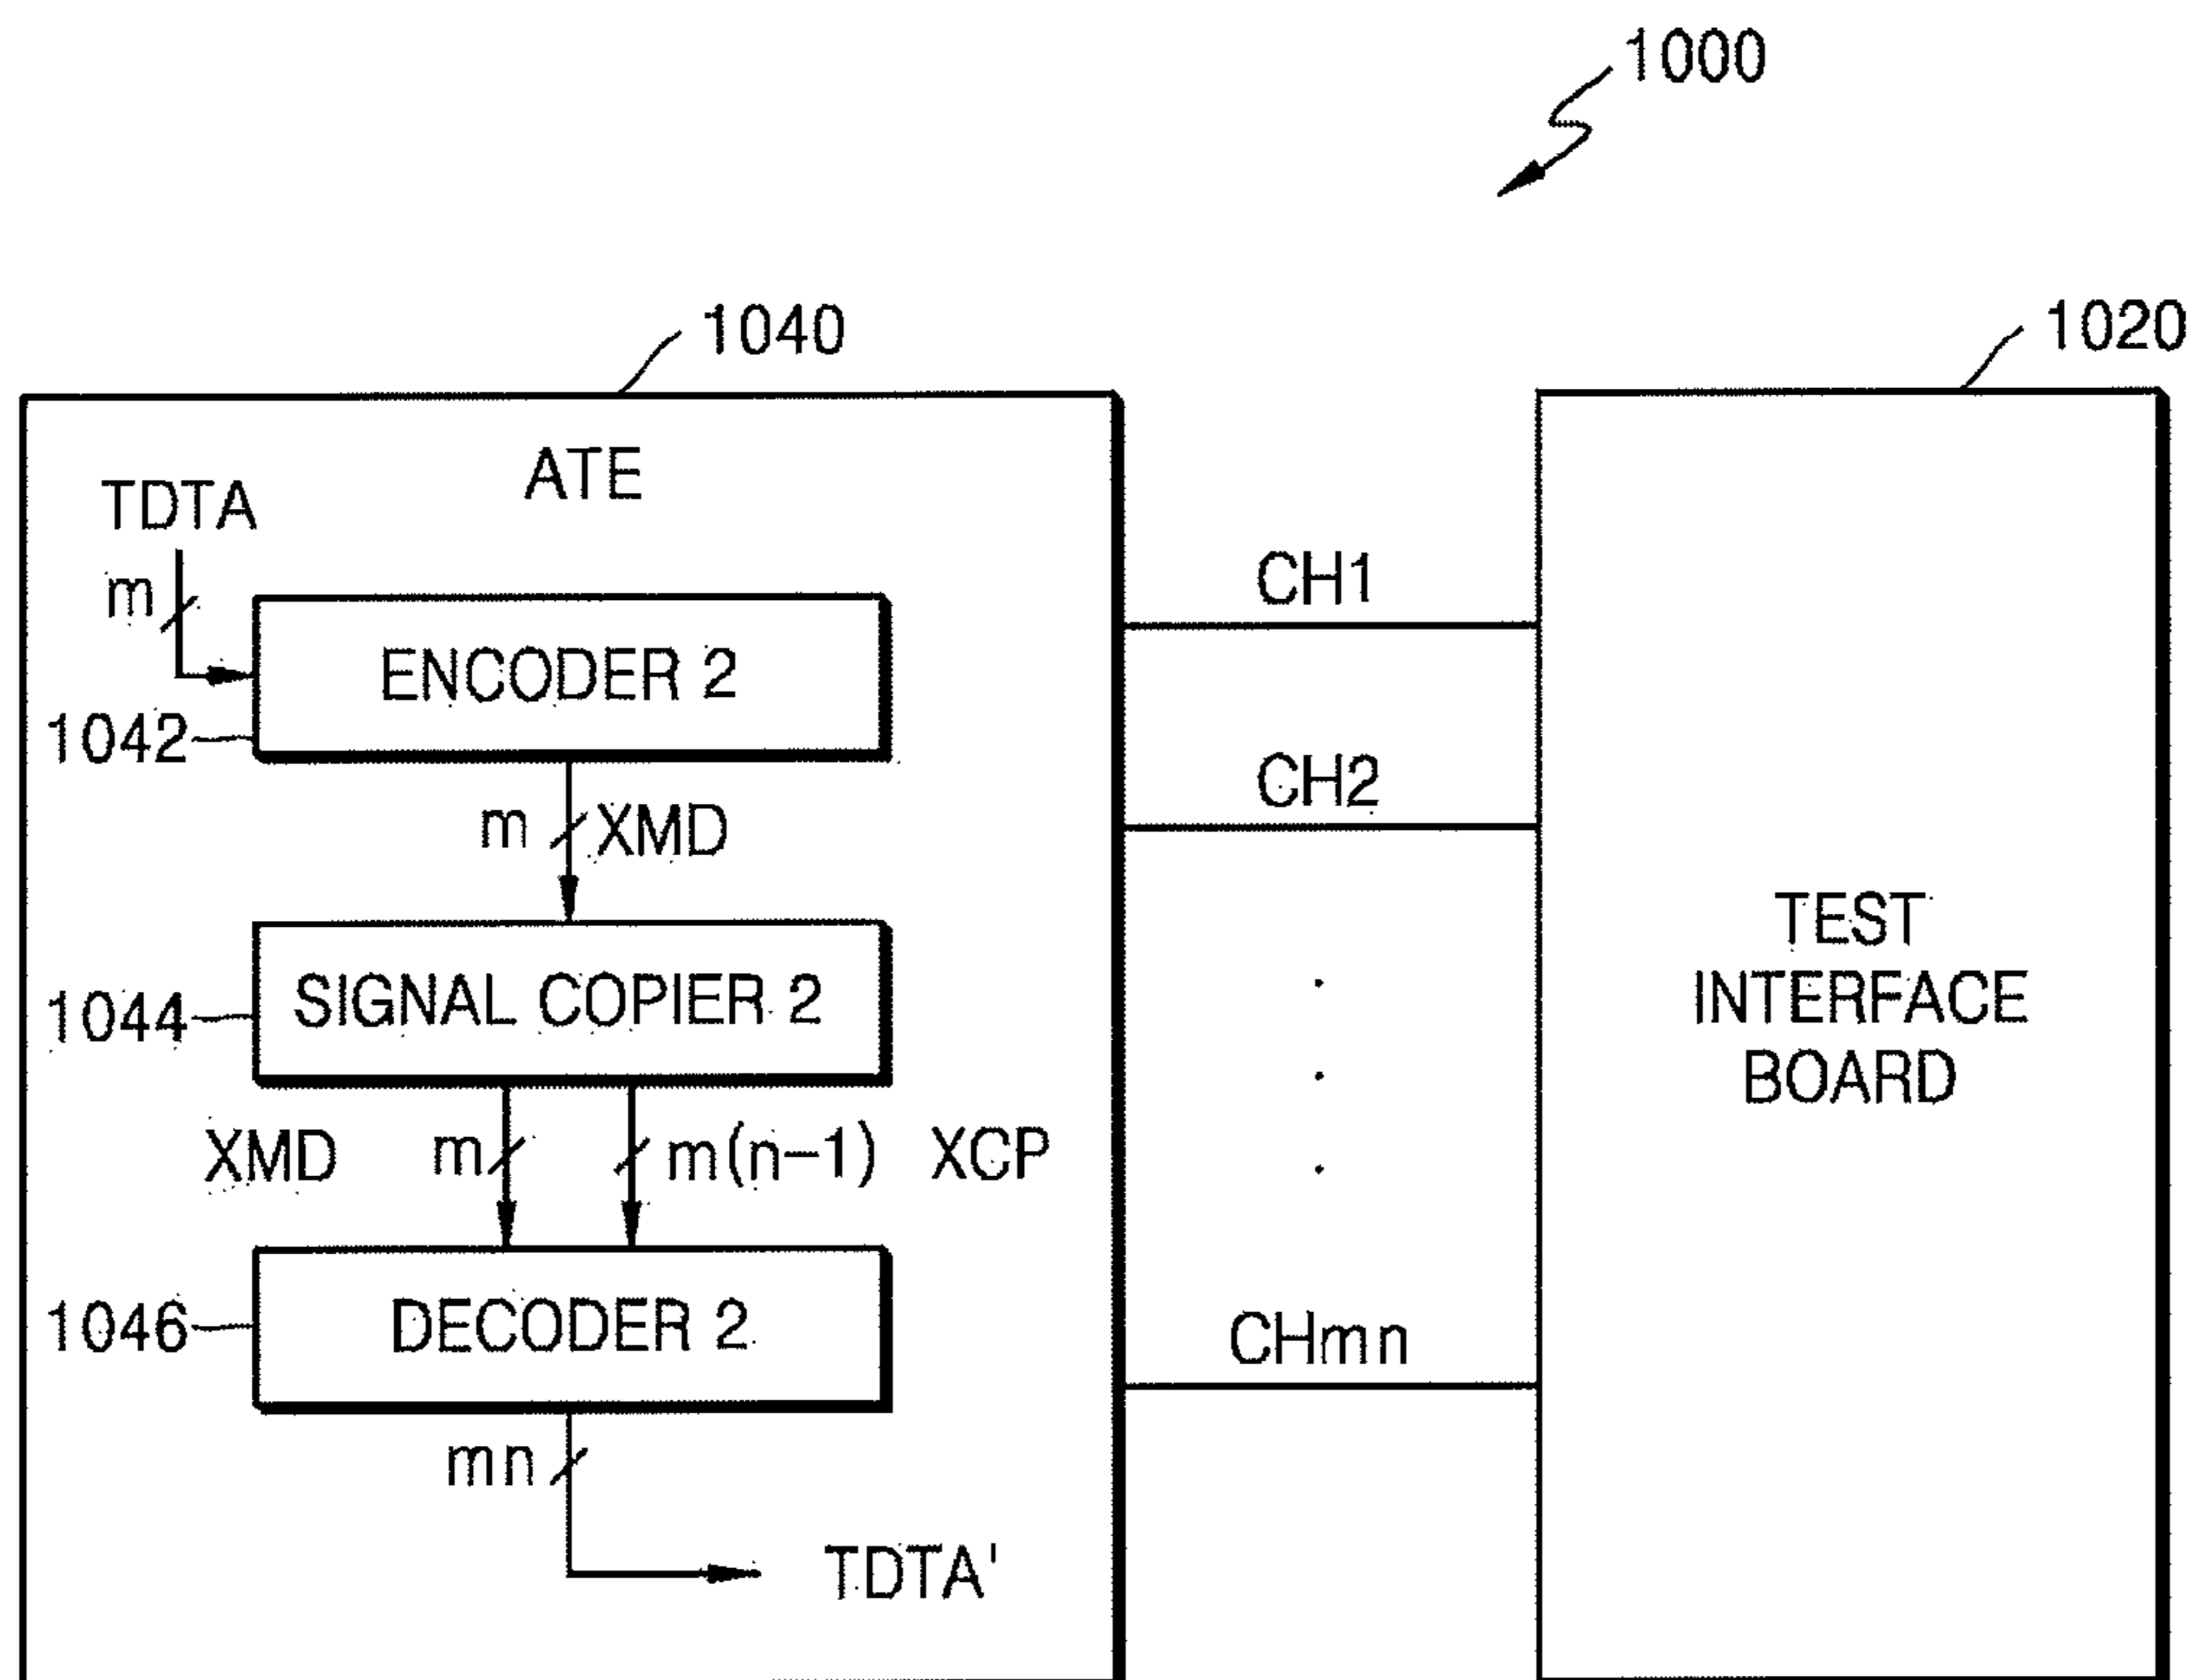 1000
1040
1020
ATE
TDTA
m
ENCODER 2
1042
m XMD
SIGNAL COPIER 2
1044
XMD m m(n-1) XCP
DECODER 2
1046
mn
TDTA'
CH1
CH2
.
.
.
CHmn
TEST
INTERFACE
BOARD